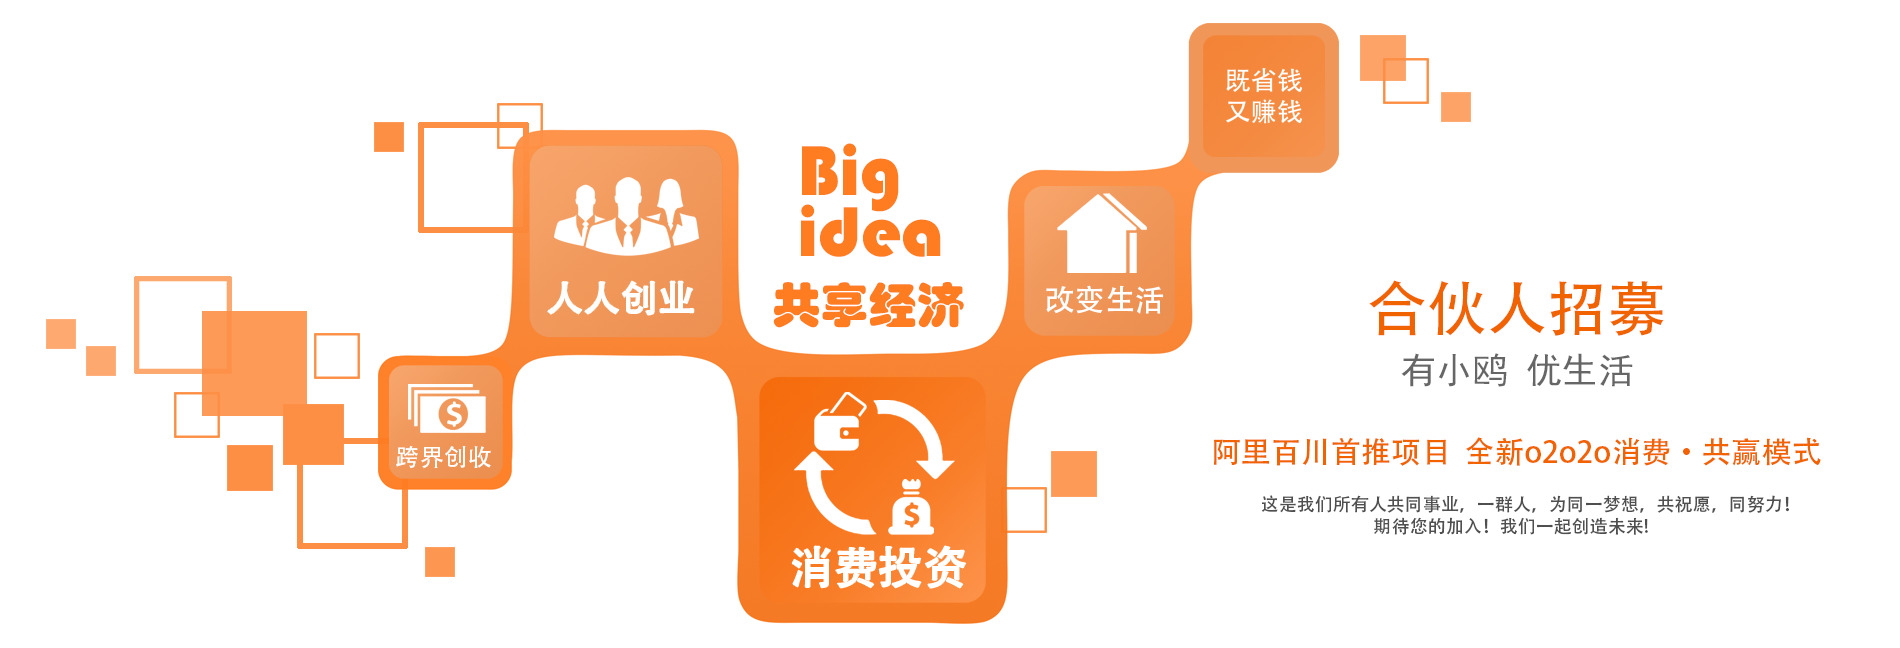 既省钱
又赚钱
Big
idea
共享经济
人人创业
改变生活
跨界创收
消费投资
合伙人招募
有小鸥 优生活
阿里百川首推项目 全新o2o2o消费·共赢模式
这是我们所有人共同事业，一群人，为同一梦想，共祝愿，同努力！
期待您的加入！我们一起创造未来!